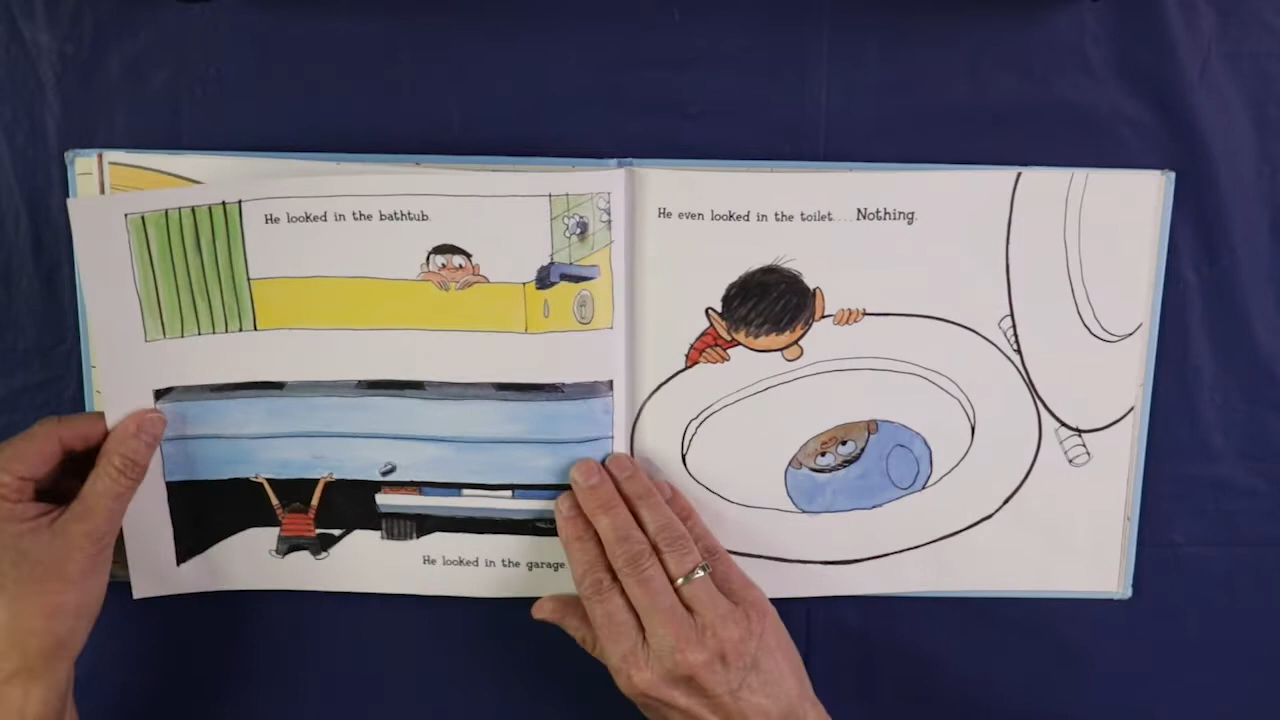 He looked in the bathtub.
He looked in the garage.
He even looked in the toilet....Nothing.